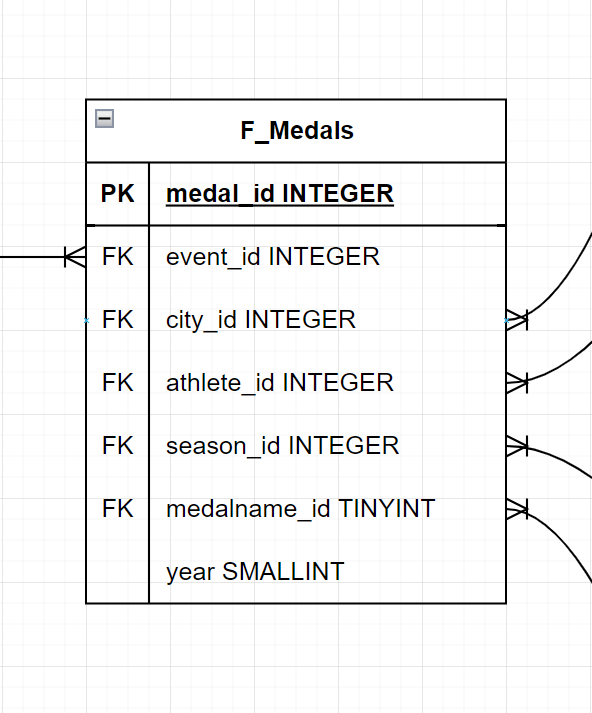 F_Medals
PK medal_id INTEGER
FK event_id INTEGER
FK city_id INTEGER
FK athlete_id INTEGER
FK season_id INTEGER
FK medalname_id TINYINT
year SMALLINT